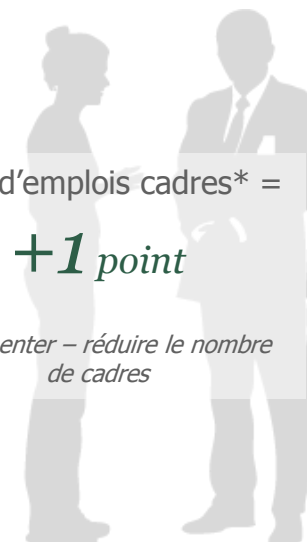 d’emplois cadres* =
+1 point
enter – réduire le nombre
de cadres